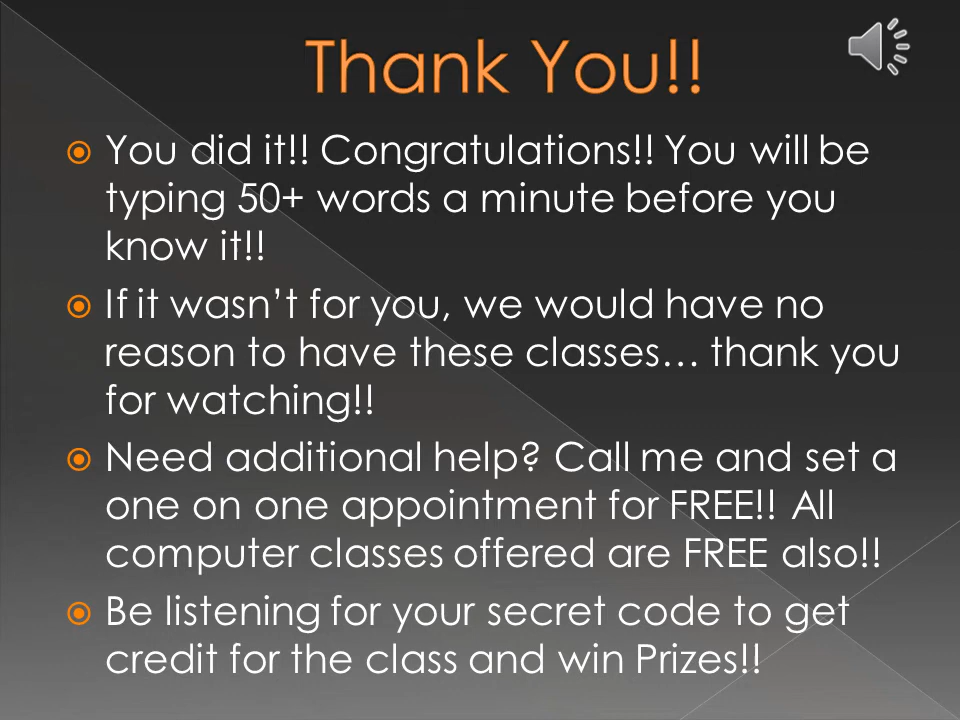 Thank You!!
You did it!! Congratulations!! You will be
typing 50+ words a minute before you
know it!!
If it wasn’t for you, we would have no
reason to have these classes… thank you
for watching!!
Need additional help? Call me and set a
one on one appointment for FREE!! All
computer classes offered are FREE also!!
Be listening for your secret code to get
credit for the class and win Prizes!!